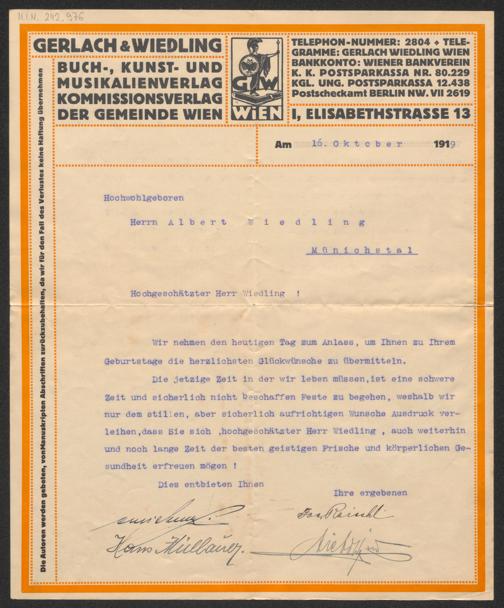 H.I.N. 242.976
GERLACH & WIEDLING
BUCH-, KUNST- UND
MUSIKALIENVERLAG
KOMMISSIONSVERLAG
DER GEMEINDE WIEN
G W
WIEN
TELEPHON-NUMMER: 2804 + TELE-
GRAMME: GERLACH WIEDLING WIEN
BANKKONTO: WIENER BANKVEREIN
K. K. POSTSPARKASSA NR. 80.229
KGL. UNG. POSTSPARKASSA 12.438
Postscheckamt BERLIN NW. VII 2619
I, ELISABETHSTRASSE 13
Am 16. Oktober 1919
Die Autoren werden gebeten, von Manuskripten Abschriften zurückzubehalten, da wir für den Fall des Verlustes keine Haftung übernehmen
Hochwohlgeboren
Herrn Albert Wiedling
Münichstal
Hochgeschätzter Herr Wiedling !
Wir nehmen den heutigen Tag zum Anlass, um Ihnen zu Ihrem
Geburtstage die herzlichsten Glückwünsche zu übermitteln.
Die jetzige Zeit in der wir leben müssen,ist eine schwere
Zeit und sicherlich nicht beschaffen Feste zu begehen, weshalb wir
nur dem stillen, aber sicherlich aufrichtigen Wunsche Ausdruck ver-
leihen,dass Sie sich ,hochgeschätzter Herr Wiedling , auch weiterhin
und noch lange Zeit der besten geistigen Frische und körperlichen Ge-
sundheit erfreuen mögen !
Dies entbieten Ihnen
Ihre ergebenen
Hans Müllauer